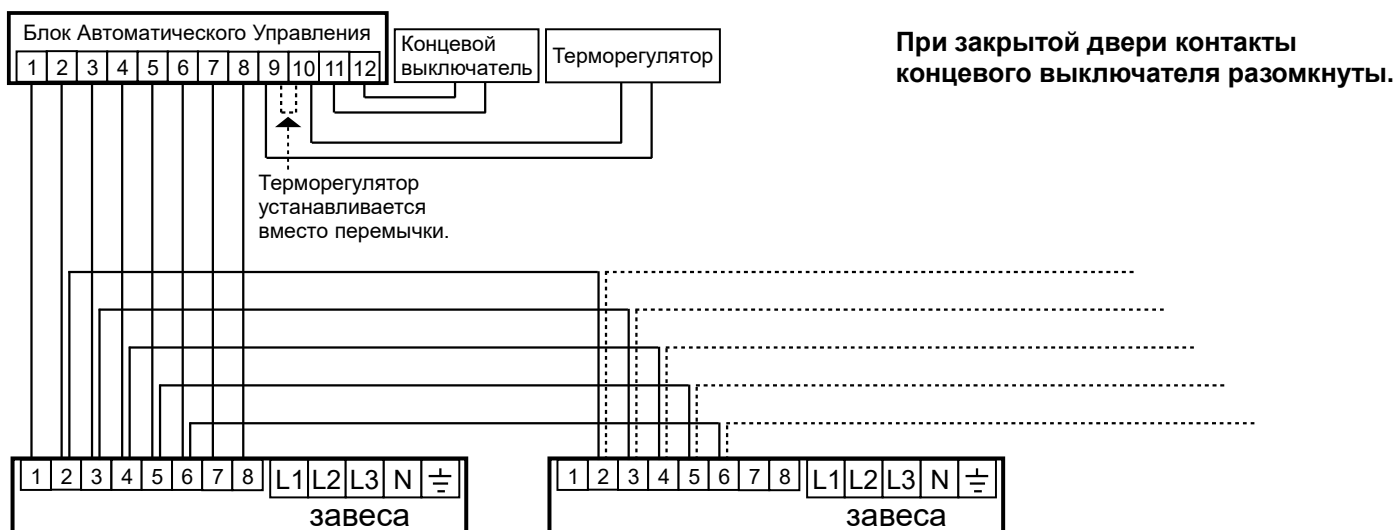 Блок Автоматического Управления
1 2 3 4 5 6 7 8 9 10 11 12
Концевой
выключатель
Терморегулятор
При закрытой двери контакты
концевого выключателя разомкнуты.
Терморегулятор
устанавливается
вместо перемычки.
1 2 3 4 5 6 7 8 L1 L2 L3 N
завеса
1 2 3 4 5 6 7 8 L1 L2 L3 N
завеса